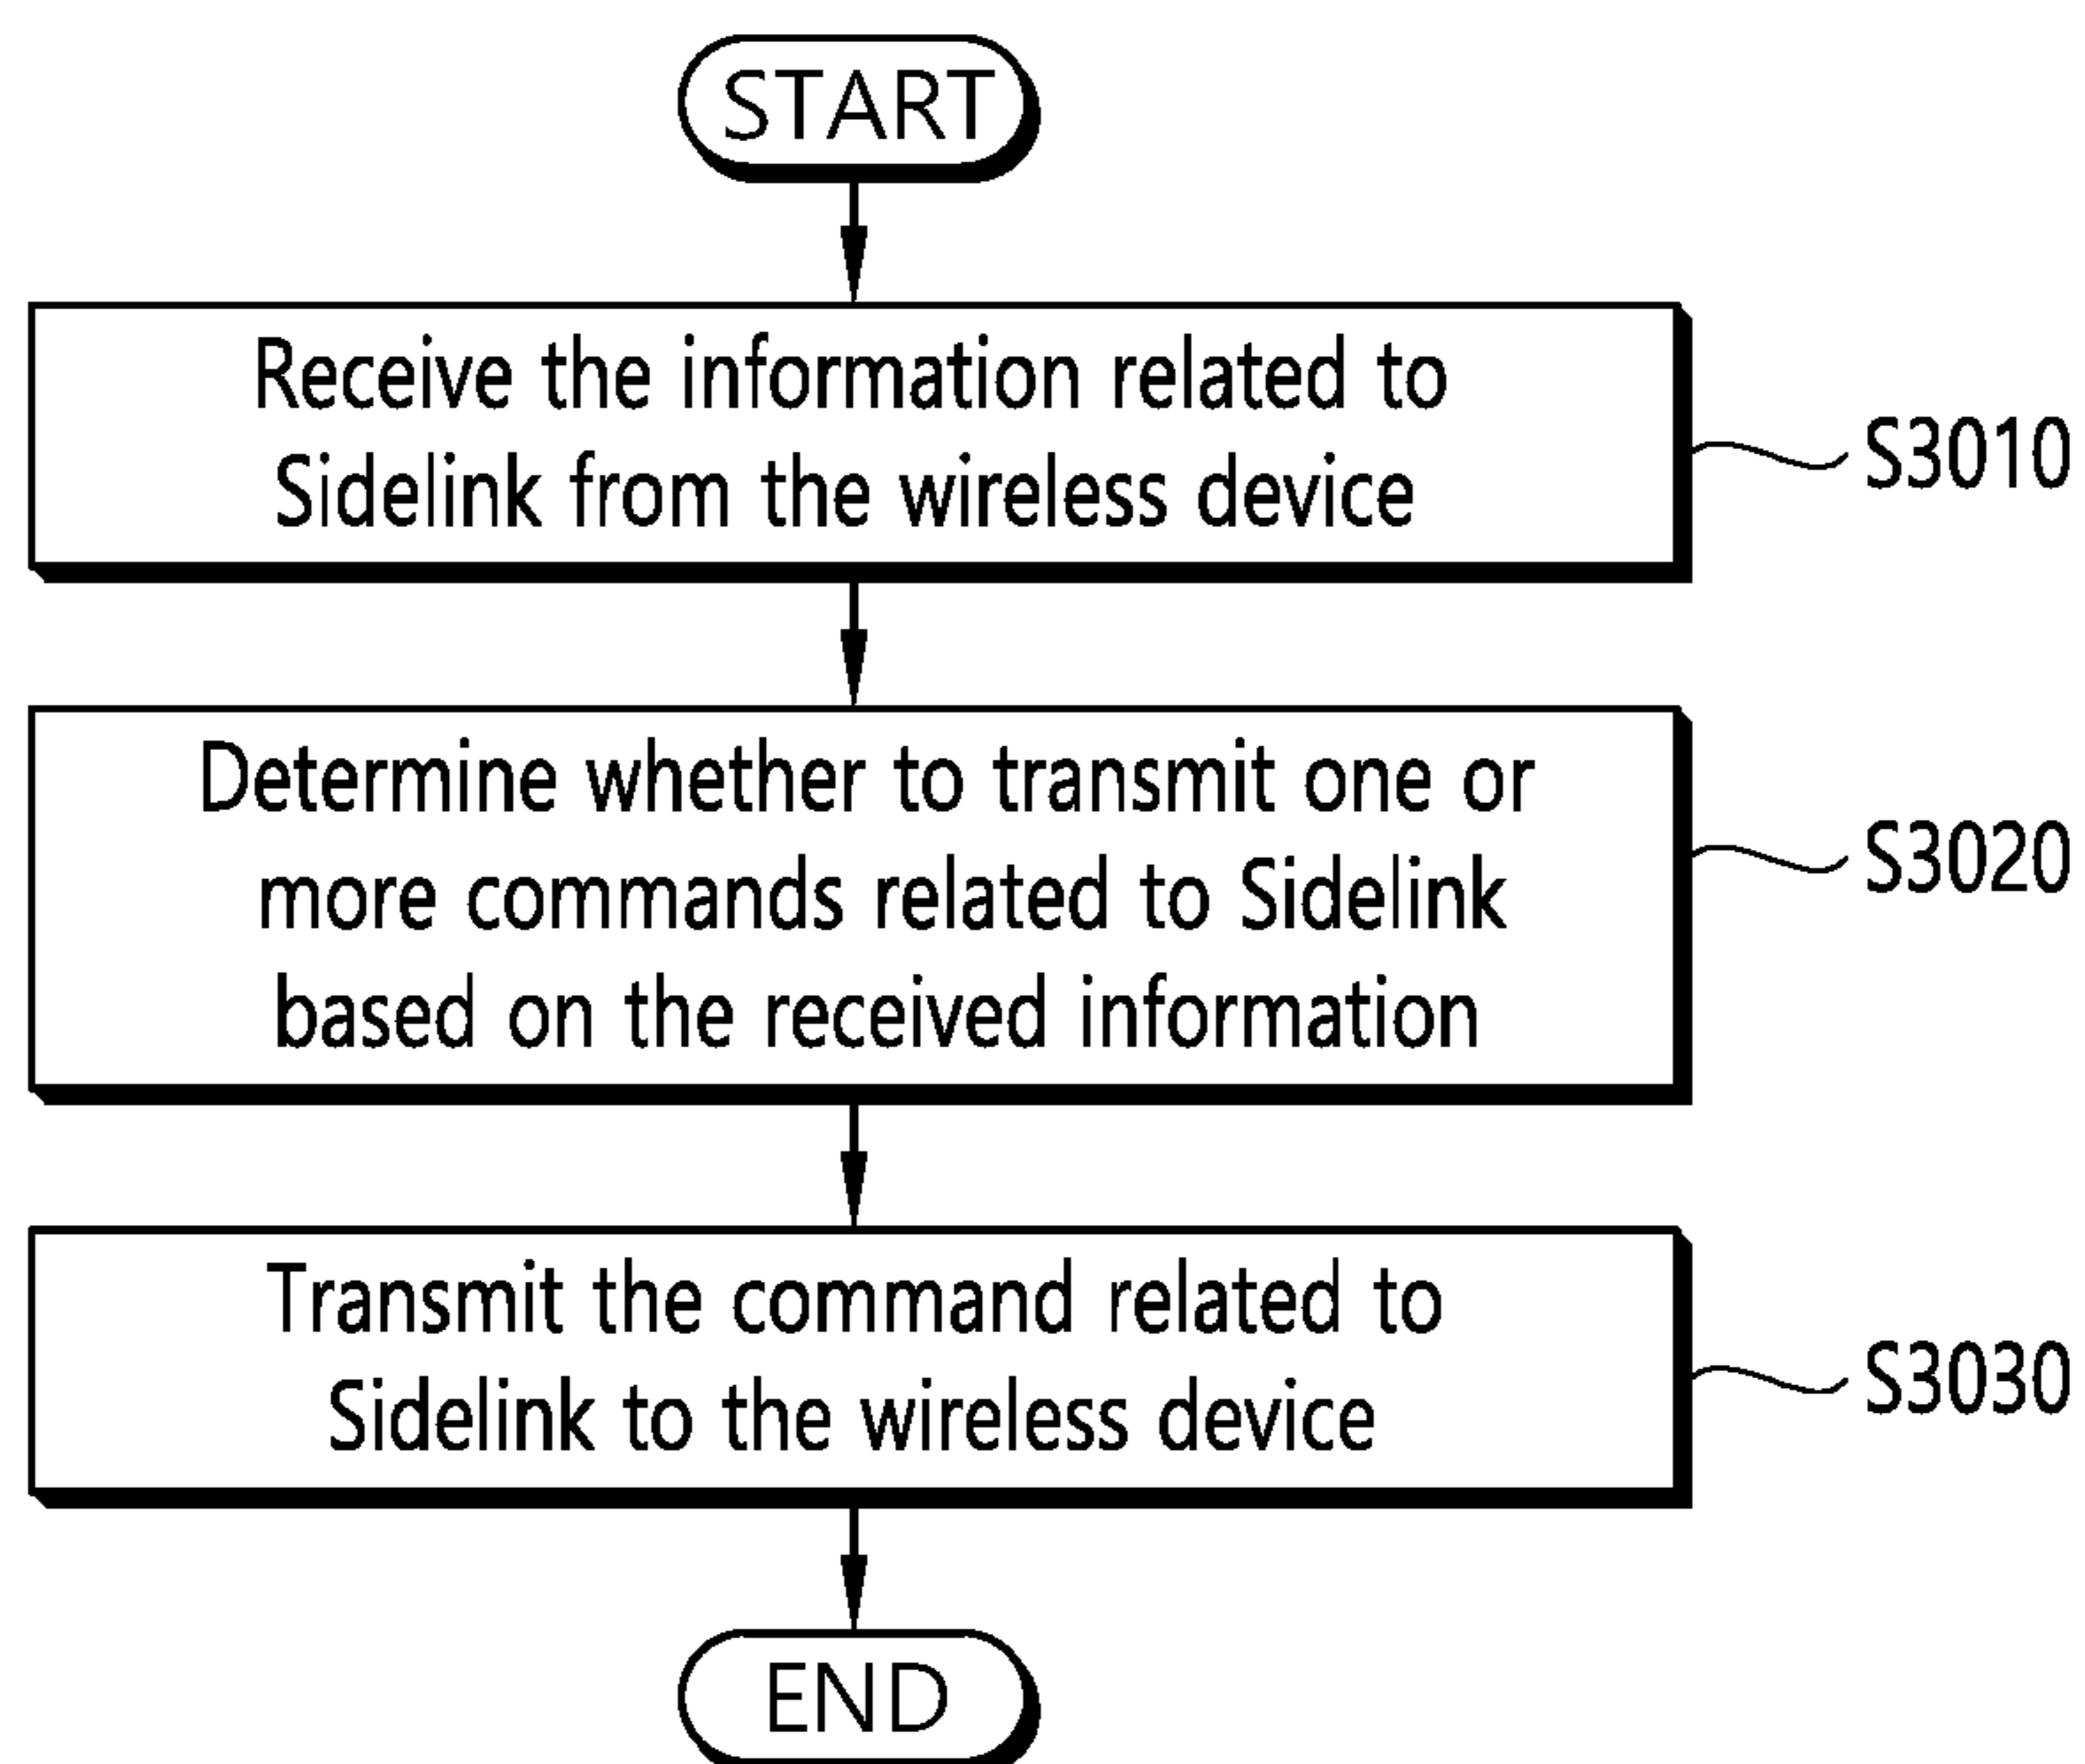 START
Receive the information related to
Sidelink from the wireless device
S3010
Determine whether to transmit one or
more commands related to Sidelink
based on the received information
S3020
Transmit the command related to
Sidelink to the wireless device
S3030
END